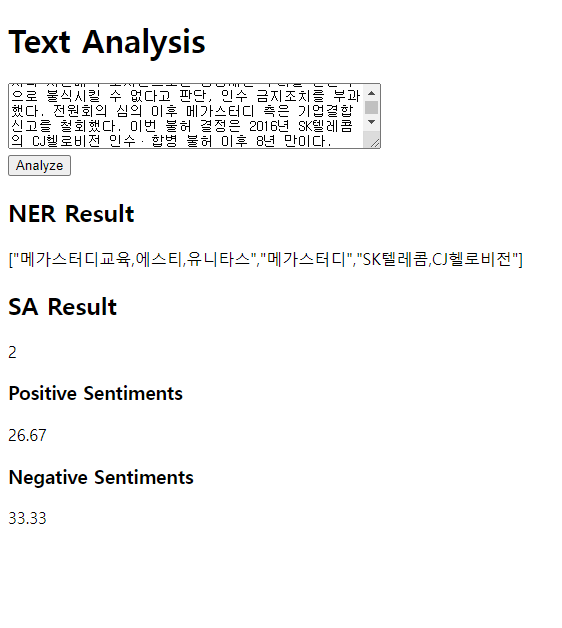 Text Analysis
으로 불식시킬 수 없다고 판단, 인수 금지조치를 부과
했다. 전원회의 심의 이후 메가스터디 측은 기업결합
신고를 철회했다. 이번 불허 결정은 2016년 SK텔레콤
의 CJ헬로비전 인수·합병 불허 이후 8년 만이다.
Analyze
NER Result
["메가스터디교육,에스티,유니타스","메가스터디","SK텔레콤,CJ헬로비전"]
SA Result
2
Positive Sentiments
26.67
Negative Sentiments
33.33